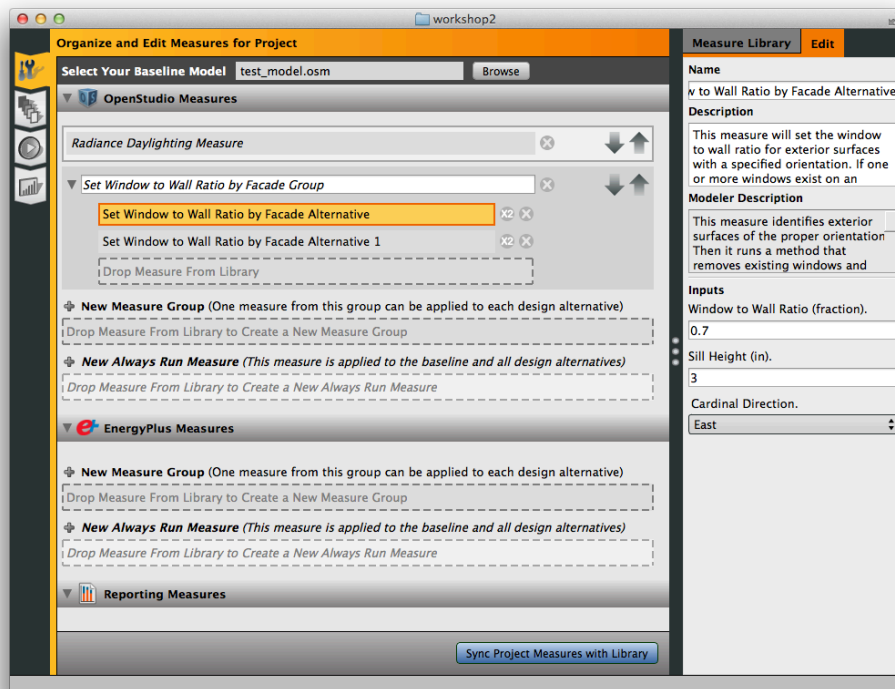 workshop2
Organize and Edit Measures for Project
Select Your Baseline Model test_model.osm Browse
OpenStudio Measures
Radiance Daylighting Measure
Set Window to Wall Ratio by Facade Group
Set Window to Wall Ratio by Facade Alternative x2
Set Window to Wall Ratio by Facade Alternative 1 x2
Drop Measure From Library
New Measure Group (One measure from this group can be applied to each design alternative)
Drop Measure From Library to Create a New Measure Group
New Always Run Measure (This measure is applied to the baseline and all design alternatives)
Drop Measure From Library to Create a New Always Run Measure
EnergyPlus Measures
New Measure Group (One measure from this group can be applied to each design alternative)
Drop Measure From Library to Create a New Measure Group
New Always Run Measure (This measure is applied to the baseline and all design alternatives)
Drop Measure From Library to Create a New Always Run Measure
Reporting Measures
Sync Project Measures with Library
Measure Library Edit
Name
v to Wall Ratio by Facade Alternative
Description
This measure will set the window
to wall ratio for exterior surfaces
with a specified orientation. If one
or more windows exist on an
Modeler Description
This measure identifies exterior
surfaces of the proper orientation
Then it runs a method that
removes existing windows and
Inputs
Window to Wall Ratio (fraction).
0.7
Sill Height (in).
3
Cardinal Direction.
East